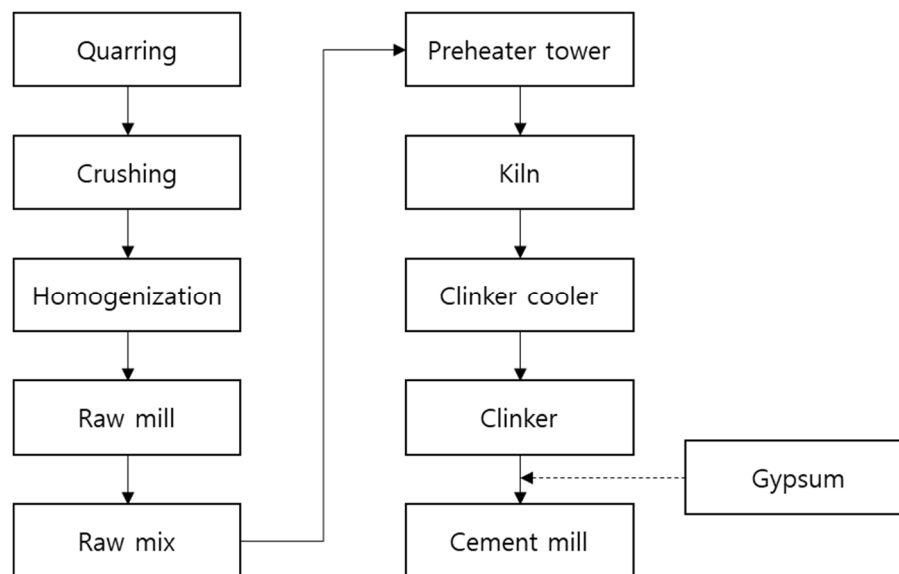 Quarring
Crushing
Homogenization
Raw mill
Raw mix
Preheater tower
Kiln
Clinker cooler
Clinker
Gypsum
Cement mill